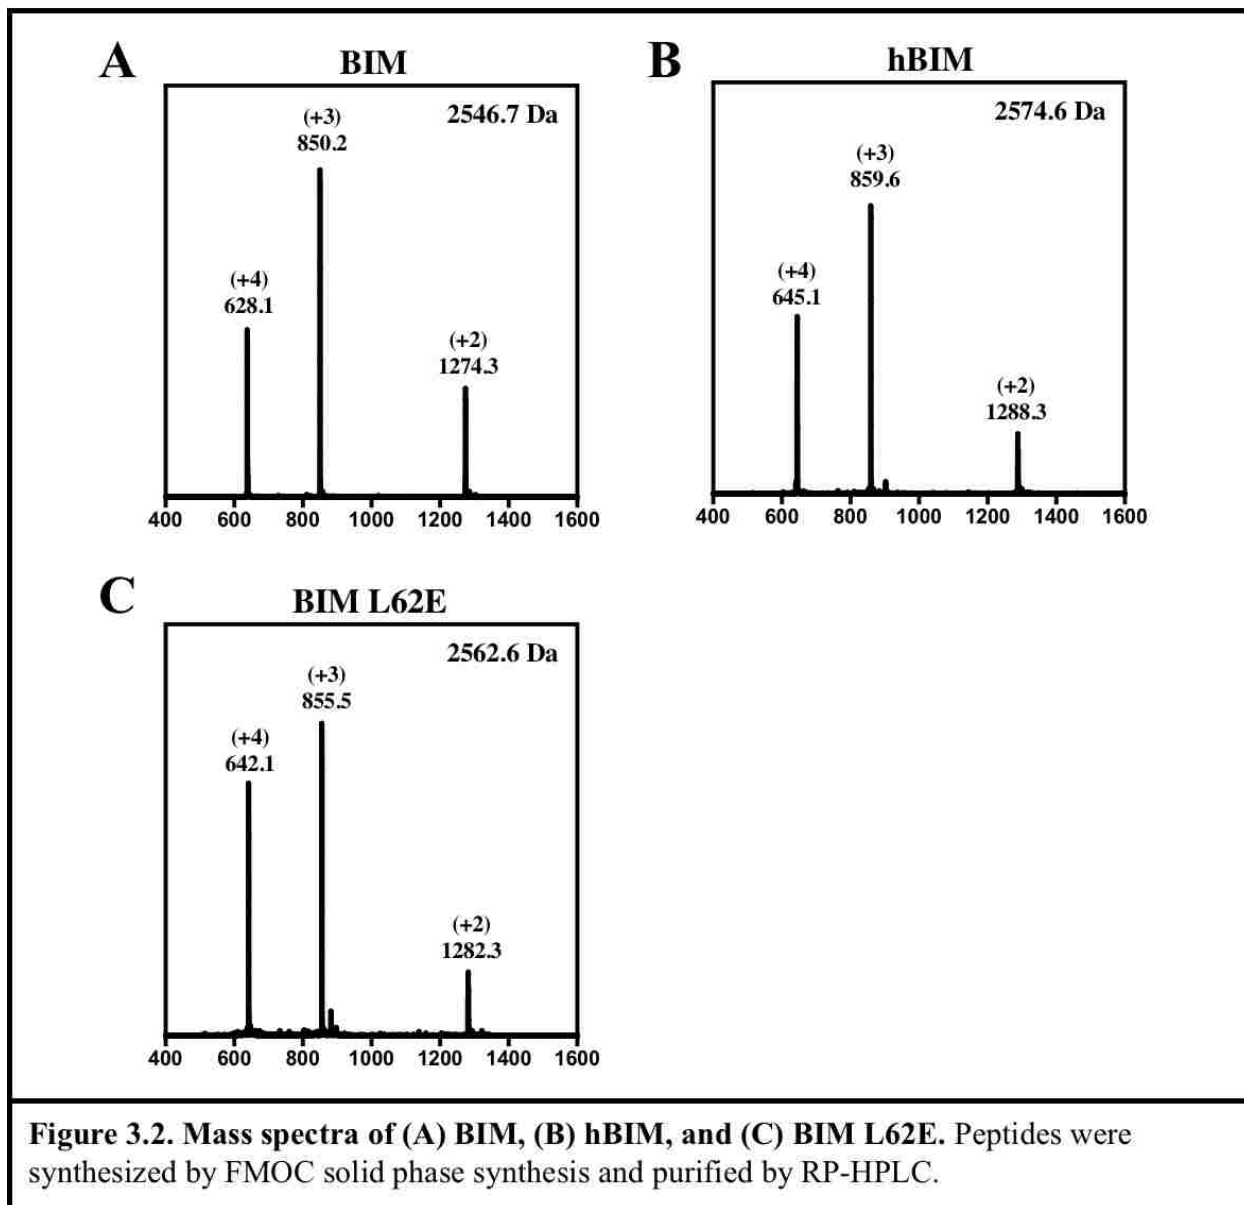 A
BIM
2546.7 Da
(+3)
850.2
(+4)
628.1
(+2)
1274.3
400 600 800 1000 1200 1400 1600
B
hBIM
2574.6 Da
(+3)
859.6
(+4)
645.1
(+2)
1288.3
400 600 800 1000 1200 1400 1600
C
BIM L62E
2562.6 Da
(+3)
855.5
(+4)
642.1
(+2)
1282.3
400 600 800 1000 1200 1400 1600
Figure 3.2. Mass spectra of (A) BIM, (B) hBIM, and (C) BIM L62E. Peptides were
synthesized by FMOC solid phase synthesis and purified by RP-HPLC.